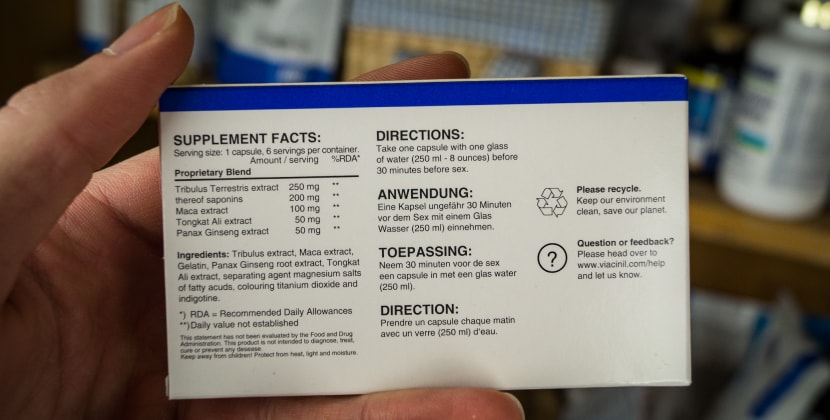 SUPPLEMENT FACTS:
Serving size: 1 capsule, 6 servings per container.
Amount / serving %RDA*
Proprietary Blend
Tribulus Terrestris extract 250 mg **
thereof saponins 200 mg **
Maca extract 100 mg **
Tongkat Ali extract 50 mg **
Panax Ginseng extract 50 mg **
Ingredients: Tribulus extract, Maca extract,
Gelatin, Panax Ginseng root extract, Tongkat
Ali extract, separating agent magnesium salts
of fatty acuds, colouring titanium dioxide and
indigotine.
*) RDA = Recommended Daily Allowances
**)Daily value not established
This statement has not been evaluated by the Food and Drug
Administration. This product is not intended to diagnose, treat,
cure or prevent any desease.
Keep away from children! Protect from heat, light and moisture.
DIRECTIONS:
Take one capsule with one glass
of water (250 ml - 8 ounces) before
30 minutes before sex.
ANWENDUNG:
Eine Kapsel ungefähr 30 Minuten
vor dem Sex mit einem Glas
Wasser (250 ml) einnehmen.
TOEPASSING:
Neem 30 minuten voor de sex
een capsule in met een glas water
(250 ml).
DIRECTION:
Prendre un capsule chaque matin
avec un verre (250 ml) d'eau.
Please recycle.
Keep our environment
clean, save our planet.
?
Question or feedback?
Please head over to
www.viacinil.com/help
and let us know.